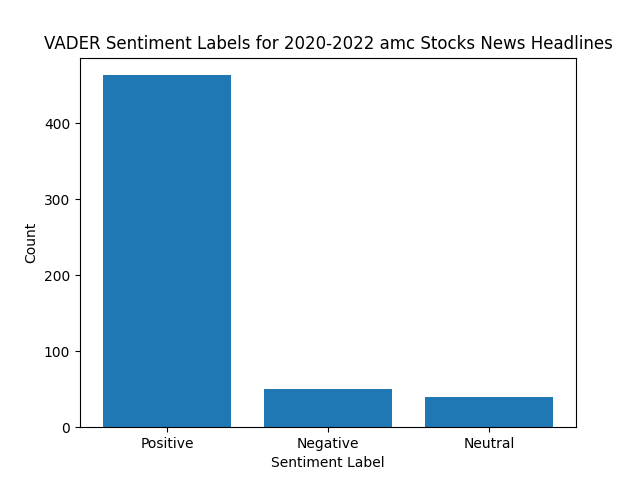 VADER Sentiment Labels for 2020-2022 amc Stocks News Headlines
400
300
200
100
0
Count
Positive
Negative
Neutral
Sentiment Label